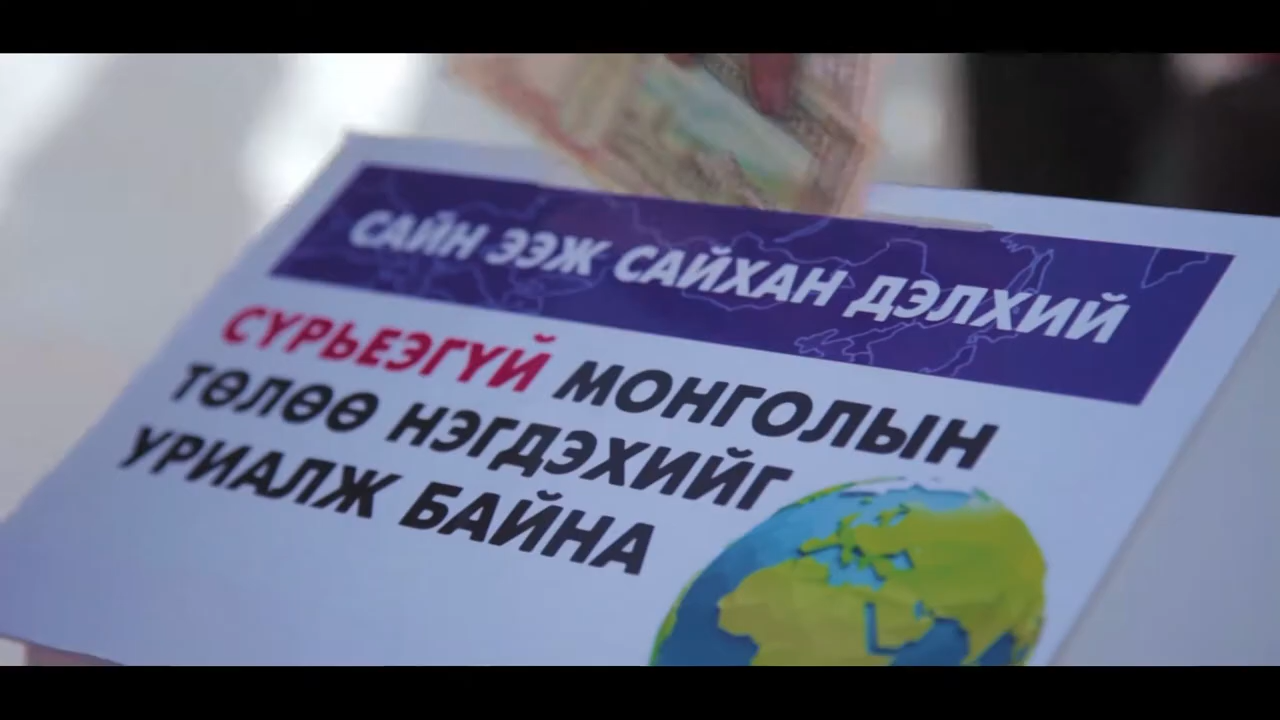 САЙН ЭЭЖ САЙХАН ДЭЛХИЙ
СҮРЬЕЭГҮЙ МОНГОЛЫН
ТӨЛӨӨ НЭГДЭХИЙГ
УРИАЛЖ БАЙНА